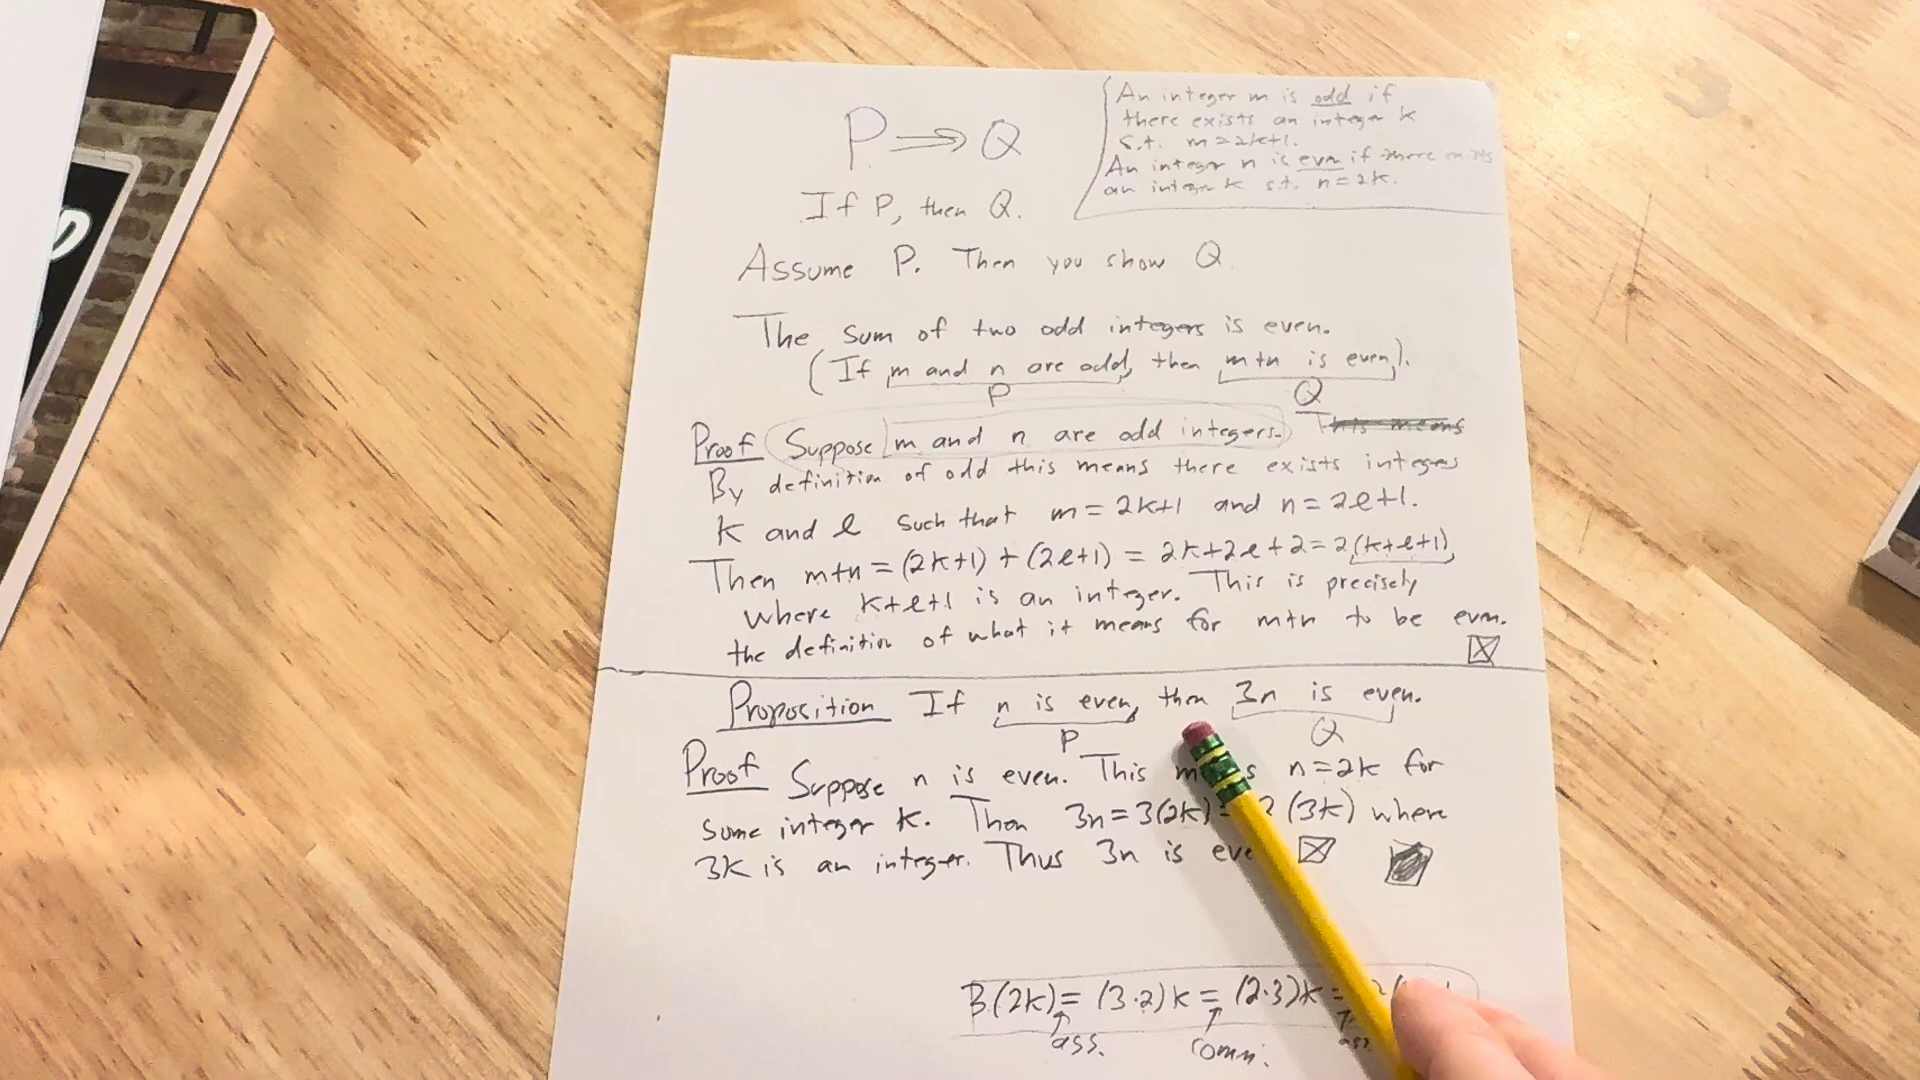 P ⟹ Q
If P, then Q.
An integer m is odd if
there exists an integer k
s.t. m = 2k+1.
An integer n is even if there exists
an integer k s.t. n = 2k.
Assume P. Then you show Q.
The sum of two odd integers is even.
(If m and n are odd, then m+n is even).
P Q
Proof Suppose m and n are odd integers. This means
By definition of odd this means there exists integers
k and l such that m = 2k+1 and n = 2l+1.
Then m+n = (2k+1) + (2l+1) = 2k+2l+2 = 2(k+l+1),
where k+l+1 is an integer. This is precisely
the definition of what it means for m+n to be even.
Proposition If n is even, then 3n is even.
P Q
Proof Suppose n is even. This n = 2k for
some integer k. Then 3n = 3(2k) = 2(3k) where
3k is an integer. Thus 3n is
3(2k) = (3·2)k = (2·3)k =
ass. comm. ass.